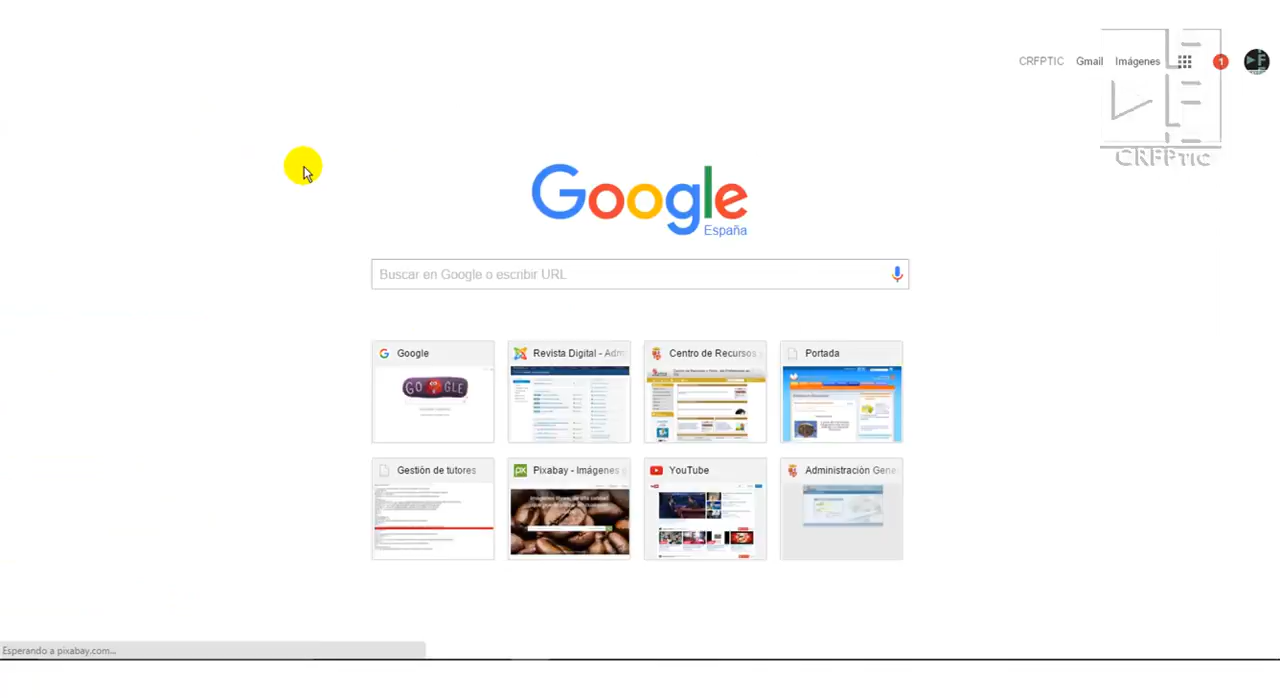 CRFPTIC Gmail Imágenes 1
CRFPTIC
Google
España
Buscar en Google o escribir URL
Google
Revista Digital - Adm
Centro de Recursos y
Portada
GOOGLE
Gestión de tutores
Pixabay - Imágenes g
YouTube
Administración Gene
Esperando a pixabay.com...